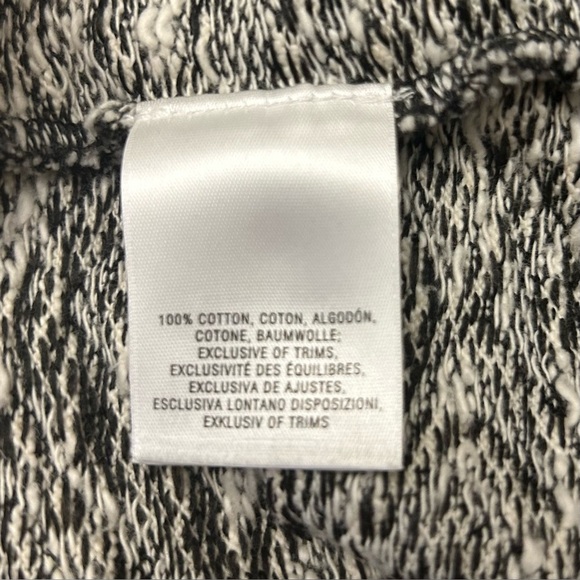 100% COTTON, COTON, ALGODÓN,
COTONE, BAUMWOLLE;
EXCLUSIVE OF TRIMS,
EXCLUSIVITÉ DES ÉQUILIBRES,
EXCLUSIVA DE AJUSTES,
ESCLUSIVA LONTANO DISPOSIZIONI,
EXKLUSIV OF TRIMS